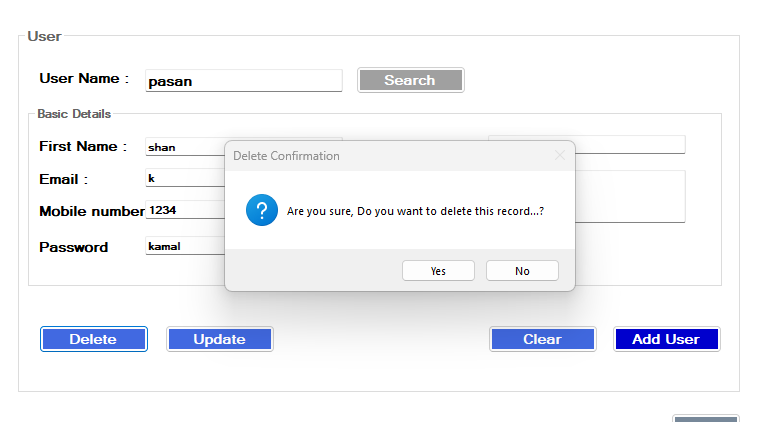 User
User Name : pasan Search
Basic Details
First Name : shan
Email : k
Mobile number 1234
Password kamal
Delete Confirmation
Are you sure, Do you want to delete this record...?
Yes No
Delete Update Clear Add User